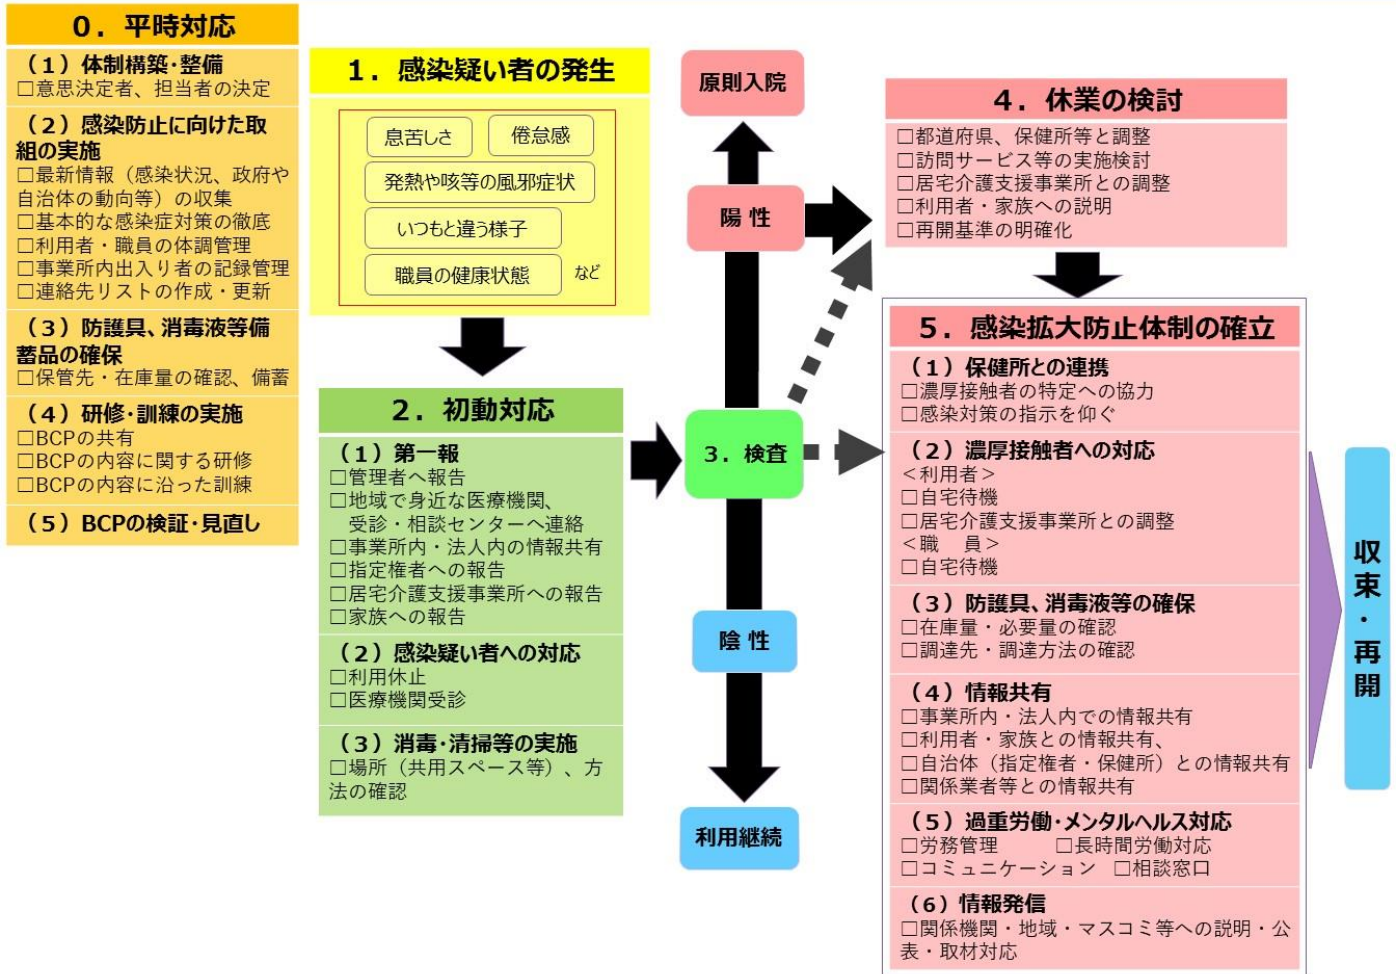 0．平時対応
（1）体制構築・整備
□意思決定者、担当者の決定
（2）感染防止に向けた取
組の実施
□最新情報（感染状況、政府や
自治体の動向等）の収集
□基本的な感染症対策の徹底
□利用者・職員の体調管理
□事業所内出入り者の記録管理
□連絡先リストの作成・更新
（3）防護具、消毒液等備
蓄品の確保
□保管先・在庫量の確認、備蓄
（4）研修・訓練の実施
□BCPの共有
□BCPの内容に関する研修
□BCPの内容に沿った訓練
（5）BCPの検証・見直し
1．感染疑い者の発生
息苦しさ
倦怠感
発熱や咳等の風邪症状
いつもと違う様子
職員の健康状態
など
2．初動対応
（1）第一報
□管理者へ報告
□地域で身近な医療機関、
受診・相談センターへ連絡
□事業所内・法人内の情報共有
□指定権者への報告
□居宅介護支援事業所への報告
□家族への報告
（2）感染疑い者への対応
□利用休止
□医療機関受診
（3）消毒・清掃等の実施
□場所（共用スペース等）、方
法の確認
原則入院
陽性
3．検査
陰性
利用継続
4．休業の検討
□都道府県、保健所等と調整
□訪問サービス等の実施検討
□居宅介護支援事業所との調整
□利用者・家族への説明
□再開基準の明確化
5．感染拡大防止体制の確立
（1）保健所との連携
□濃厚接触者の特定への協力
□感染対策の指示を仰ぐ
（2）濃厚接触者への対応
＜利用者＞
□自宅待機
□居宅介護支援事業所との調整
＜職　員＞
□自宅待機
（3）防護具、消毒液等の確保
□在庫量・必要量の確認
□調達先・調達方法の確認
（4）情報共有
□事業所内・法人内での情報共有
□利用者・家族との情報共有、
□自治体（指定権者・保健所）との情報共有
□関係業者等との情報共有
（5）過重労働・メンタルヘルス対応
□労務管理　□長時間労働対応
□コミュニケーション　□相談窓口
（6）情報発信
□関係機関・地域・マスコミ等への説明・公
表・取材対応
収束・再開